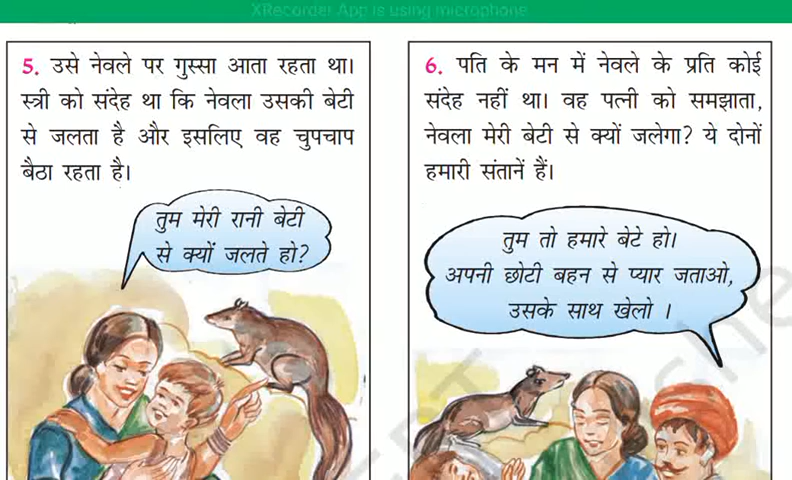 XRecorder App is using microphone
5. उसे नेवले पर गुस्सा आता रहता था।
स्त्री को संदेह था कि नेवला उसकी बेटी
से जलता है और इसलिए वह चुपचाप
बैठा रहता है।
तुम मेरी रानी बेटी
से क्यों जलते हो?
6. पति के मन में नेवले के प्रति कोई
संदेह नहीं था। वह पत्नी को समझाता,
नेवला मेरी बेटी से क्यों जलेगा? ये दोनों
हमारी संतानें हैं।
तुम तो हमारे बेटे हो।
अपनी छोटी बहन से प्यार जताओ,
उसके साथ खेलो ।